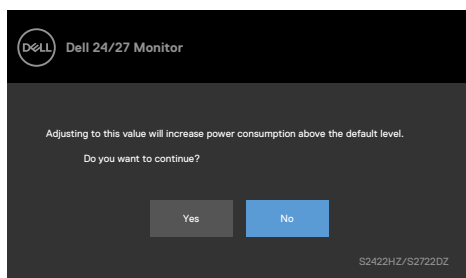 DELL Dell 24/27 Monitor
Adjusting to this value will increase power consumption above the default level.
Do you want to continue?
Yes No
S2422HZ/S2722DZ